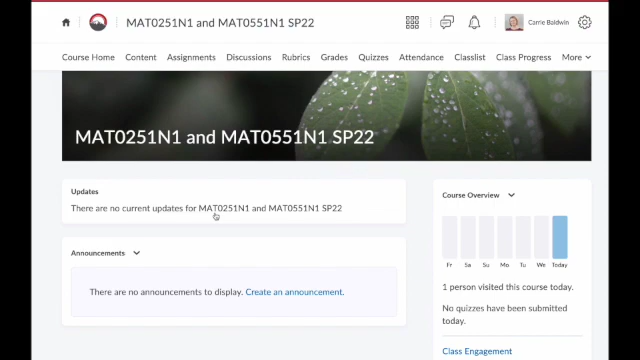 MAT0251N1 and MAT0551N1 SP22
Carrie Baldwin
Course Home Content Assignments Discussions Rubrics Grades Quizzes Attendance Classlist Class Progress More
MAT0251N1 and MAT0551N1 SP22
Updates
There are no current updates for MAT0251N1 and MAT0551N1 SP22
Announcements
There are no announcements to display. Create an announcement.
Course Overview
Fr Sa Su Mo Tu We Today
1 person visited this course today.
No quizzes have been submitted
today.
Class Engagement